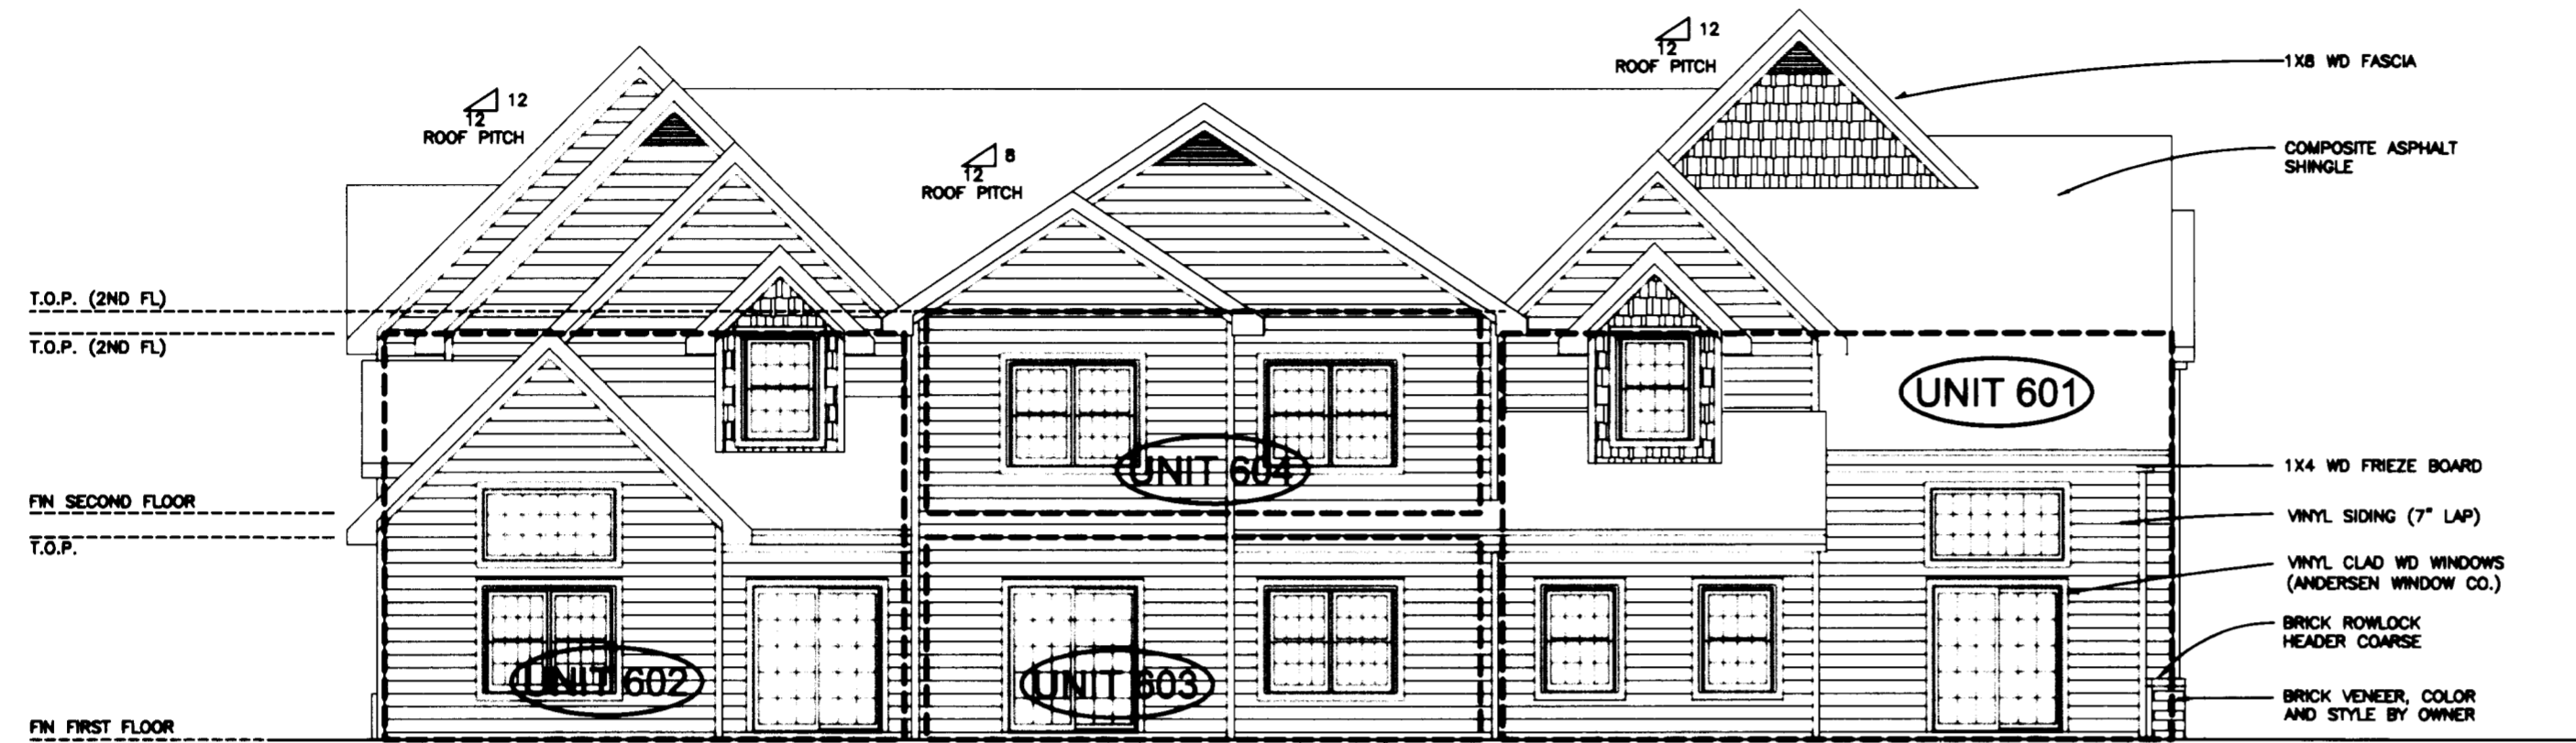 12
12
ROOF PITCH
8
12
ROOF PITCH
12
12
ROOF PITCH
1X8 WD FASCIA
COMPOSITE ASPHALT
SHINGLE
T.O.P. (2ND FL)
T.O.P. (2ND FL)
FIN SECOND FLOOR
T.O.P.
FIN FIRST FLOOR
UNIT 601
UNIT 604
UNIT 602
UNIT 603
1X4 WD FRIEZE BOARD
VINYL SIDING (7" LAP)
VINYL CLAD WD WINDOWS
(ANDERSEN WINDOW CO.)
BRICK ROWLOCK
HEADER COARSE
BRICK VENEER, COLOR
AND STYLE BY OWNER